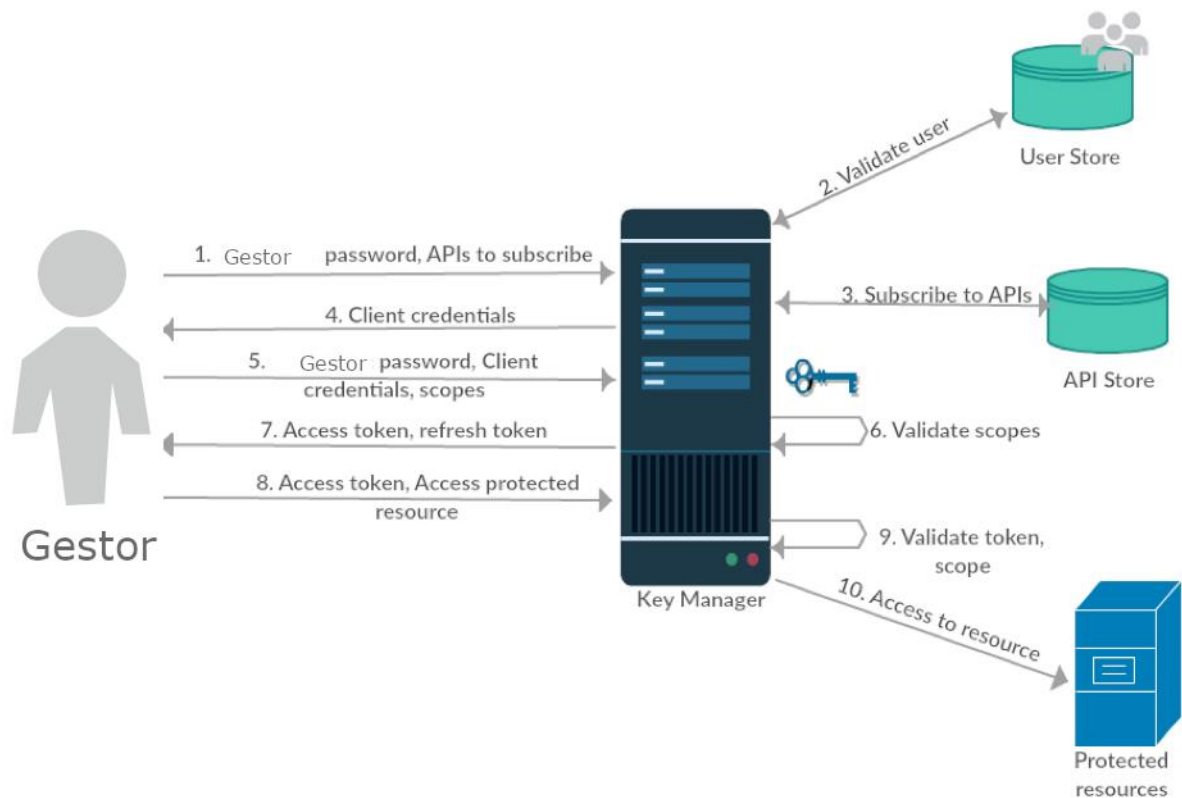 User Store
2. Validate user
1. Gestor password, APIs to subscribe
3. Subscribe to APIs
4. Client credentials
5. Gestor password, Client
credentials, scopes
API Store
7. Access token, refresh token
6. Validate scopes
8. Access token, Access protected
resource
Gestor
9. Validate token,
scope
Key Manager
10. Access to resource
Protected
resources